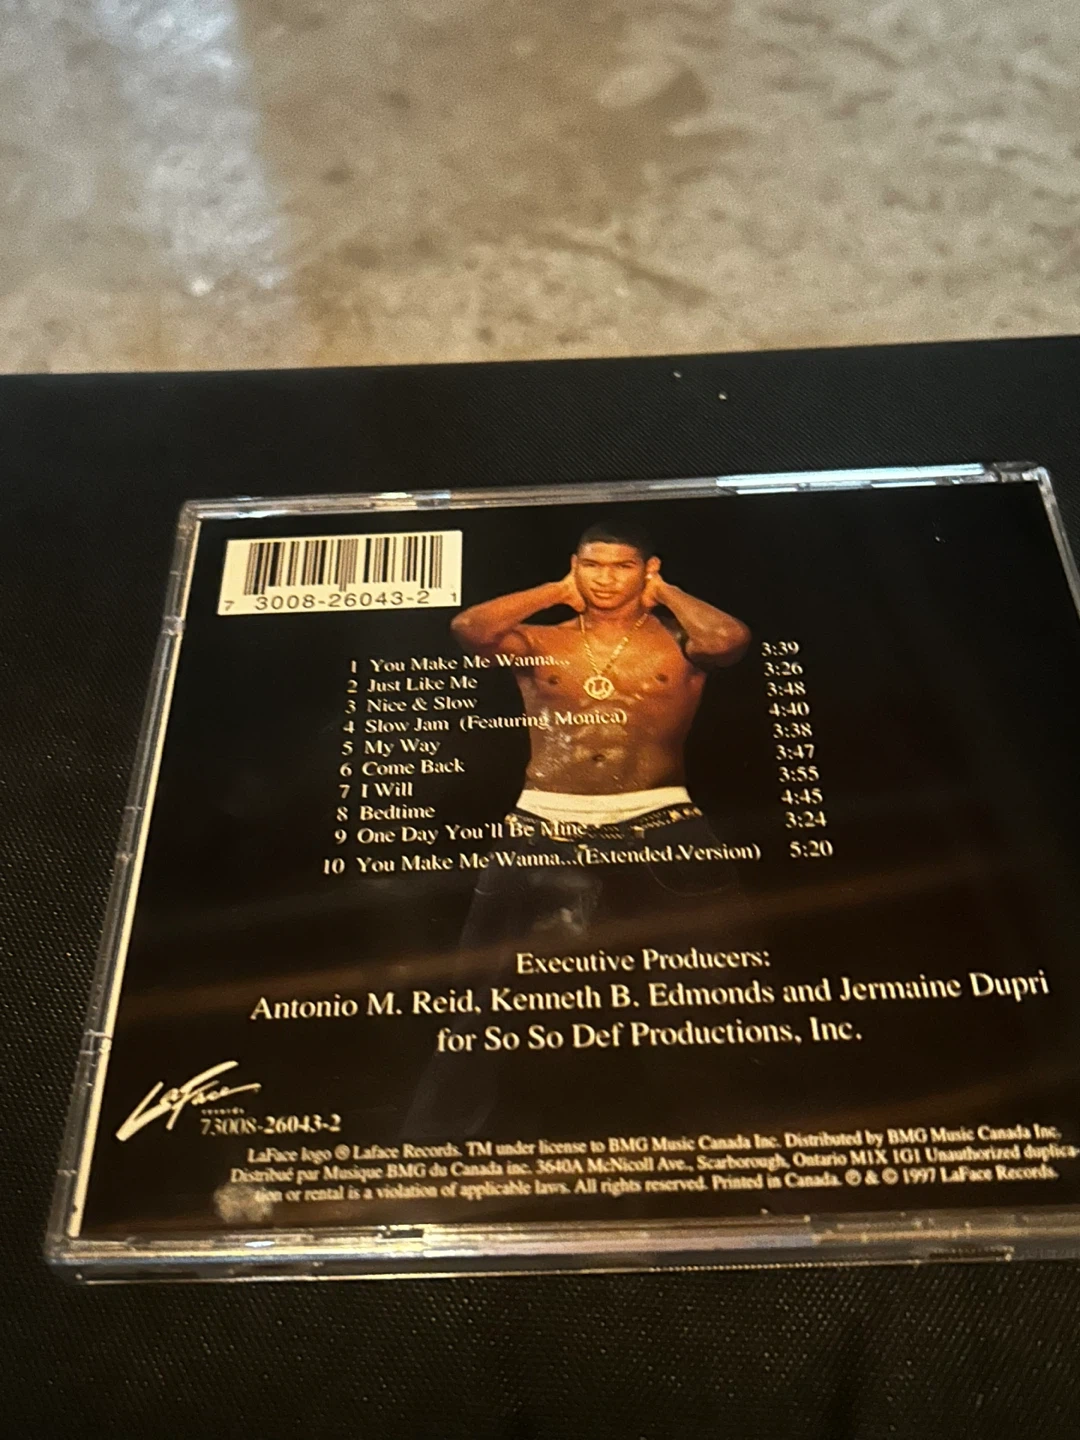 7 3008-26043-2 1
1 You Make Me Wanna... 3:39
2 Just Like Me 3:26
3 Nice & Slow 3:48
4 Slow Jam (Featuring Monica) 4:40
5 My Way 3:38
6 Come Back 3:47
7 I Will 3:55
8 Bedtime 4:45
9 One Day You'll Be Mine 3:24
10 You Make Me Wanna...(Extended Version) 5:20
Executive Producers:
Antonio M. Reid, Kenneth B. Edmonds and Jermaine Dupri
for So So Def Productions, Inc.
LaFace
records
73008-26043-2
LaFace logo ® Laface Records. TM under license to BMG Music Canada Inc. Distributed by BMG Music Canada Inc.
Distribué par Musique BMG du Canada inc. 3640A McNicoll Ave., Scarborough, Ontario M1X 1G1 Unauthorized duplica-
tion or rental is a violation of applicable laws. All rights reserved. Printed in Canada. ℗ & © 1997 LaFace Records.